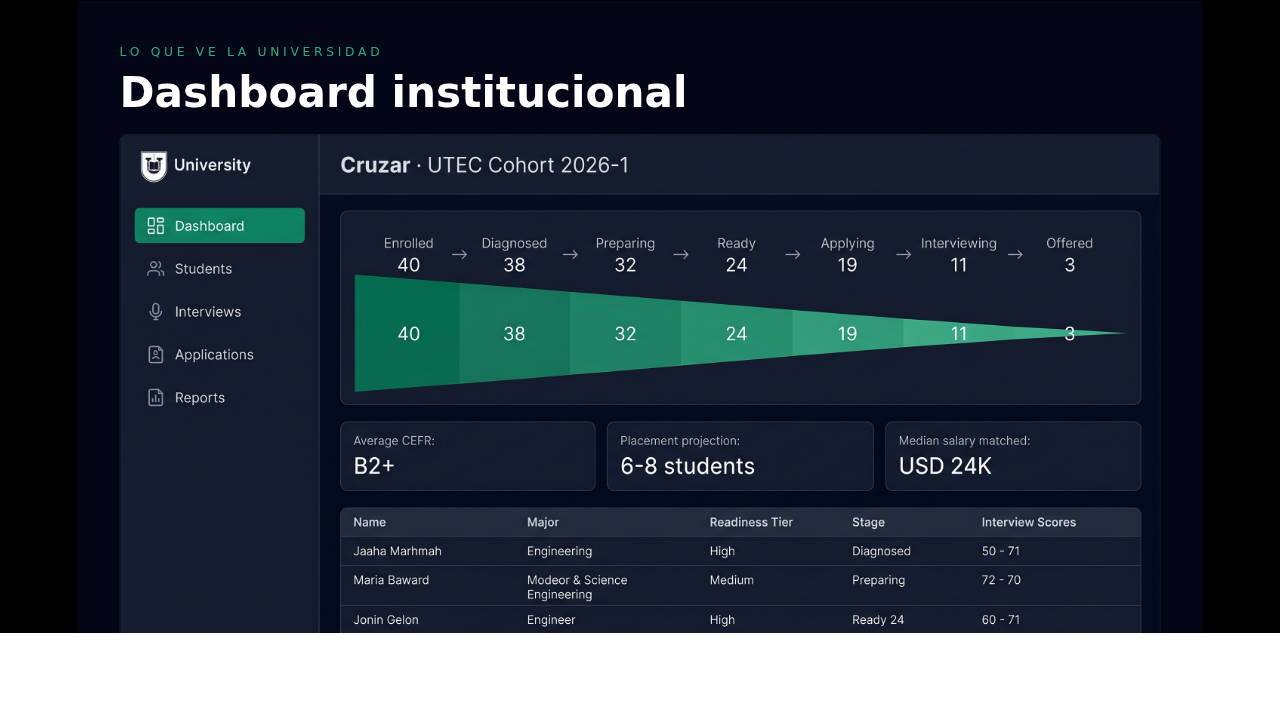 LO QUE VE LA UNIVERSIDAD
Dashboard institucional
University
Cruzar · UTEC Cohort 2026-1
Dashboard
Students
Interviews
Applications
Reports
Enrolled → Diagnosed → Preparing → Ready → Applying → Interviewing → Offered
40 38 32 24 19 11 3
40 38 32 24 19 11 3
Average CEFR: Placement projection: Median salary matched:
B2+ 6-8 students USD 24K
Name Major Readiness Tier Stage Interview Scores
Jaaha Marhmah Engineering High Diagnosed 50 - 71
Maria Baward Modeor & Science Medium Preparing 72 - 70
Engineering
Jonin Gelon Engineer High Ready 24 60 - 71